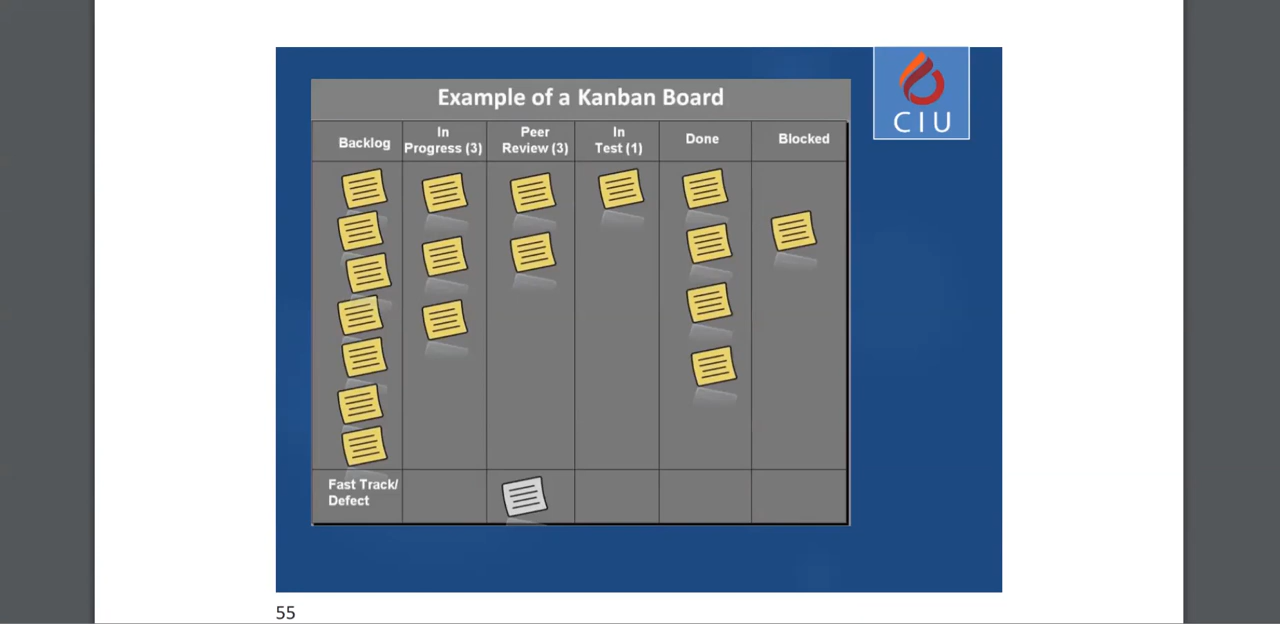 Example of a Kanban Board
CIU
Backlog
In
Progress (3)
Peer
Review (3)
In
Test (1)
Done
Blocked
Fast Track/
Defect
55